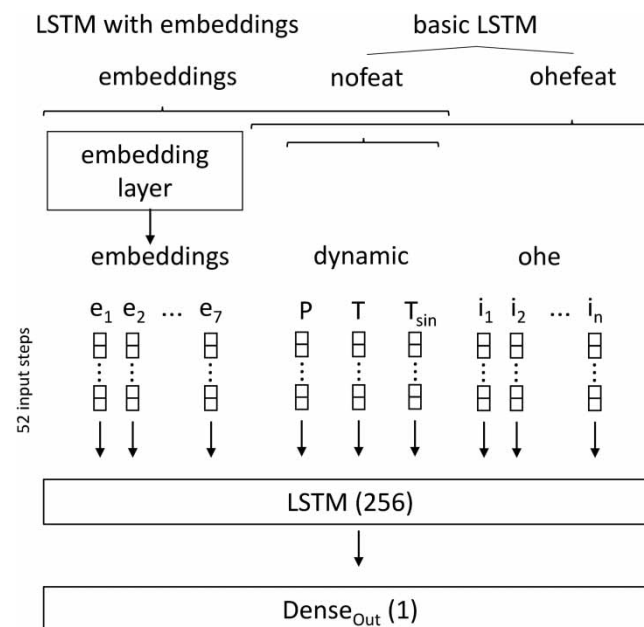 LSTM with embeddings basic LSTM
embeddings nofeat ohefeat
embedding
layer
embeddings dynamic ohe
e₁ e₂ ... e₇ P T Tₛᵢₙ i₁ i₂ ... iₙ
52 input steps
LSTM (256)
Dense_Out (1)